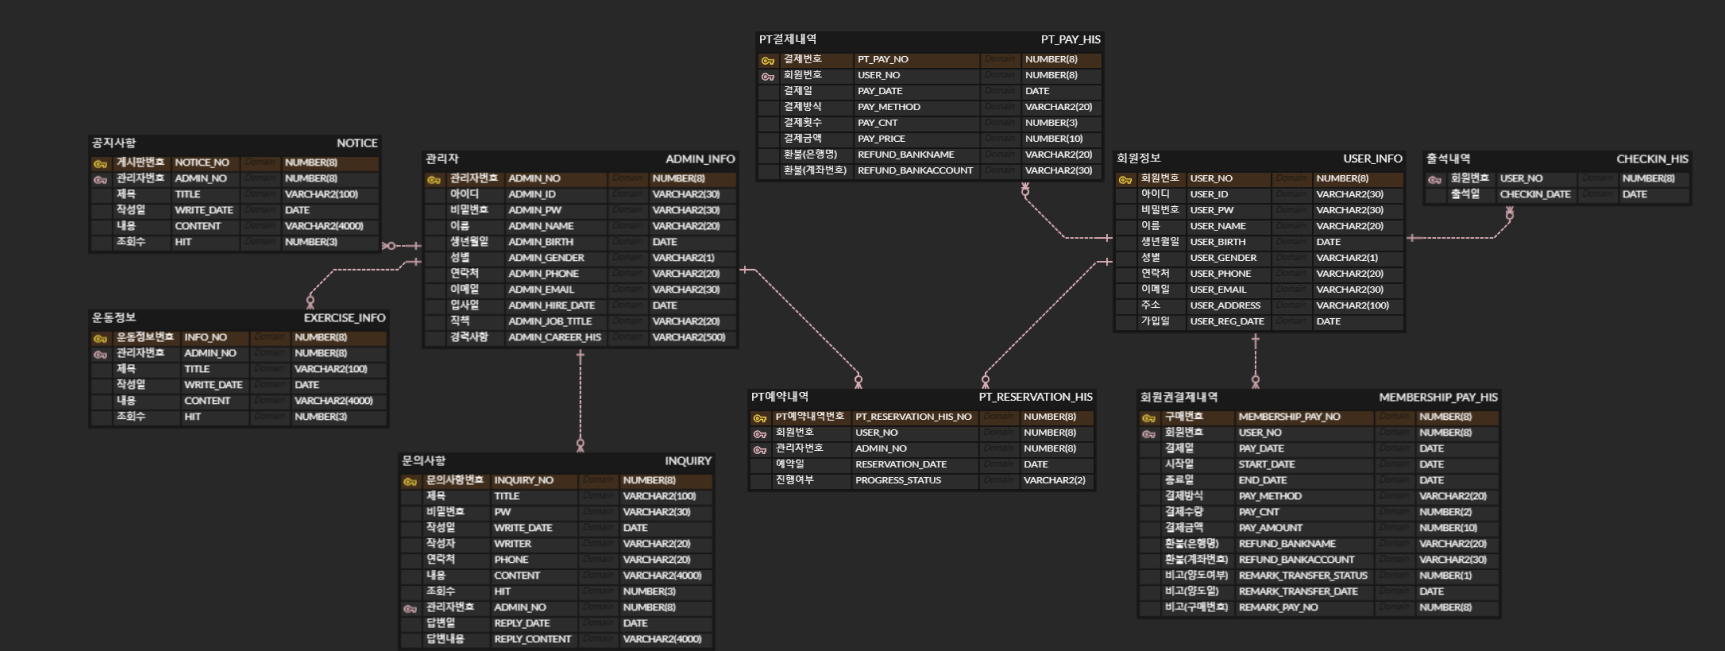 PT결제내역 PT_PAY_HIS
결제번호 PT_PAY_NO Domain NUMBER(8)
회원번호 USER_NO Domain NUMBER(8)
결제일 PAY_DATE Domain DATE
결제방식 PAY_METHOD Domain VARCHAR2(20)
결제횟수 PAY_CNT Domain NUMBER(3)
결제금액 PAY_PRICE Domain NUMBER(10)
환불(은행명) REFUND_BANKNAME Domain VARCHAR2(20)
환불(계좌번호) REFUND_BANKACCOUNT Domain VARCHAR2(30)
공지사항 NOTICE
게시판번호 NOTICE_NO Domain NUMBER(8)
관리자번호 ADMIN_NO Domain NUMBER(8)
제목 TITLE Domain VARCHAR2(100)
작성일 WRITE_DATE Domain DATE
내용 CONTENT Domain VARCHAR2(4000)
조회수 HIT Domain NUMBER(3)
관리자 ADMIN_INFO
관리자번호 ADMIN_NO Domain NUMBER(8)
아이디 ADMIN_ID Domain VARCHAR2(30)
비밀번호 ADMIN_PW Domain VARCHAR2(30)
이름 ADMIN_NAME Domain VARCHAR2(20)
생년월일 ADMIN_BIRTH Domain DATE
성별 ADMIN_GENDER Domain VARCHAR2(1)
연락처 ADMIN_PHONE Domain VARCHAR2(20)
이메일 ADMIN_EMAIL Domain VARCHAR2(30)
입사일 ADMIN_HIRE_DATE Domain DATE
직책 ADMIN_JOB_TITLE Domain VARCHAR2(20)
경력사항 ADMIN_CAREER_HIS Domain VARCHAR2(500)
회원정보 USER_INFO
회원번호 USER_NO Domain NUMBER(8)
아이디 USER_ID Domain VARCHAR2(30)
비밀번호 USER_PW Domain VARCHAR2(30)
이름 USER_NAME Domain VARCHAR2(20)
생년월일 USER_BIRTH Domain DATE
성별 USER_GENDER Domain VARCHAR2(1)
연락처 USER_PHONE Domain VARCHAR2(20)
이메일 USER_EMAIL Domain VARCHAR2(30)
주소 USER_ADDRESS Domain VARCHAR2(100)
가입일 USER_REG_DATE Domain DATE
출석내역 CHECKIN_HIS
회원번호 USER_NO Domain NUMBER(8)
출석일 CHECKIN_DATE Domain DATE
운동정보 EXERCISE_INFO
운동정보번호 INFO_NO Domain NUMBER(8)
관리자번호 ADMIN_NO Domain NUMBER(8)
제목 TITLE Domain VARCHAR2(100)
작성일 WRITE_DATE Domain DATE
내용 CONTENT Domain VARCHAR2(4000)
조회수 HIT Domain NUMBER(3)
PT예약내역 PT_RESERVATION_HIS
PT예약내역번호 PT_RESERVATION_HIS_NO Domain NUMBER(8)
회원번호 USER_NO Domain NUMBER(8)
관리자번호 ADMIN_NO Domain NUMBER(8)
예약일 RESERVATION_DATE Domain DATE
진행여부 PROGRESS_STATUS Domain VARCHAR2(2)
회원권결제내역 MEMBERSHIP_PAY_HIS
구매번호 MEMBERSHIP_PAY_NO Domain NUMBER(8)
회원번호 USER_NO Domain NUMBER(8)
결제일 PAY_DATE Domain DATE
시작일 START_DATE Domain DATE
종료일 END_DATE Domain DATE
결제방식 PAY_METHOD Domain VARCHAR2(20)
결제수량 PAY_CNT Domain NUMBER(2)
결제금액 PAY_AMOUNT Domain NUMBER(10)
환불(은행명) REFUND_BANKNAME Domain VARCHAR2(20)
환불(계좌번호) REFUND_BANKACCOUNT Domain VARCHAR2(30)
비고(양도여부) REMARK_TRANSFER_STATUS Domain NUMBER(1)
비고(양도일) REMARK_TRANSFER_DATE Domain DATE
비고(구매번호) REMARK_PAY_NO Domain NUMBER(8)
문의사항 INQUIRY
문의사항번호 INQUIRY_NO Domain NUMBER(8)
제목 TITLE Domain VARCHAR2(100)
비밀번호 PW Domain VARCHAR2(30)
작성일 WRITE_DATE Domain DATE
작성자 WRITER Domain VARCHAR2(20)
연락처 PHONE Domain VARCHAR2(20)
내용 CONTENT Domain VARCHAR2(4000)
조회수 HIT Domain NUMBER(3)
관리자번호 ADMIN_NO Domain NUMBER(8)
답변일 REPLY_DATE Domain DATE
답변내용 REPLY_CONTENT Domain VARCHAR2(4000)